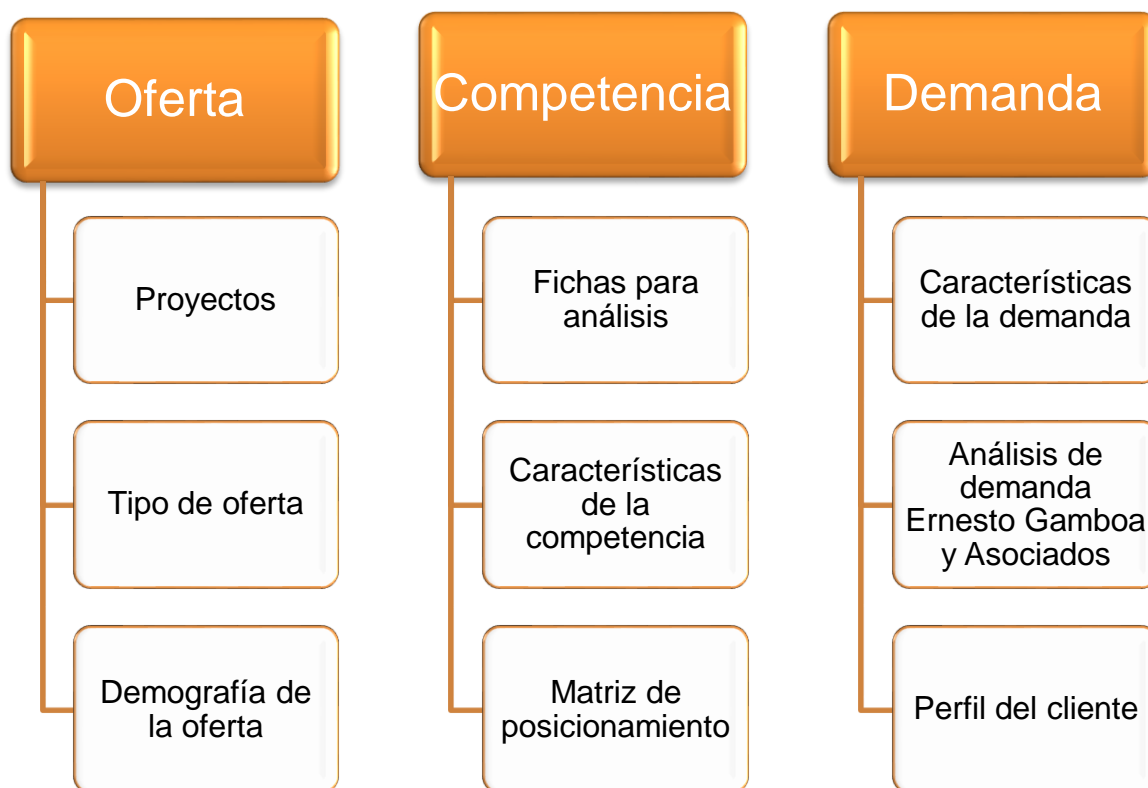 Oferta
Proyectos
Tipo de oferta
Demografía de
la oferta
Competencia
Fichas para
análisis
Características
de la
competencia
Matriz de
posicionamiento
Demanda
Características
de la demanda
Análisis de
demanda
Ernesto Gamboa
y Asociados
Perfil del cliente